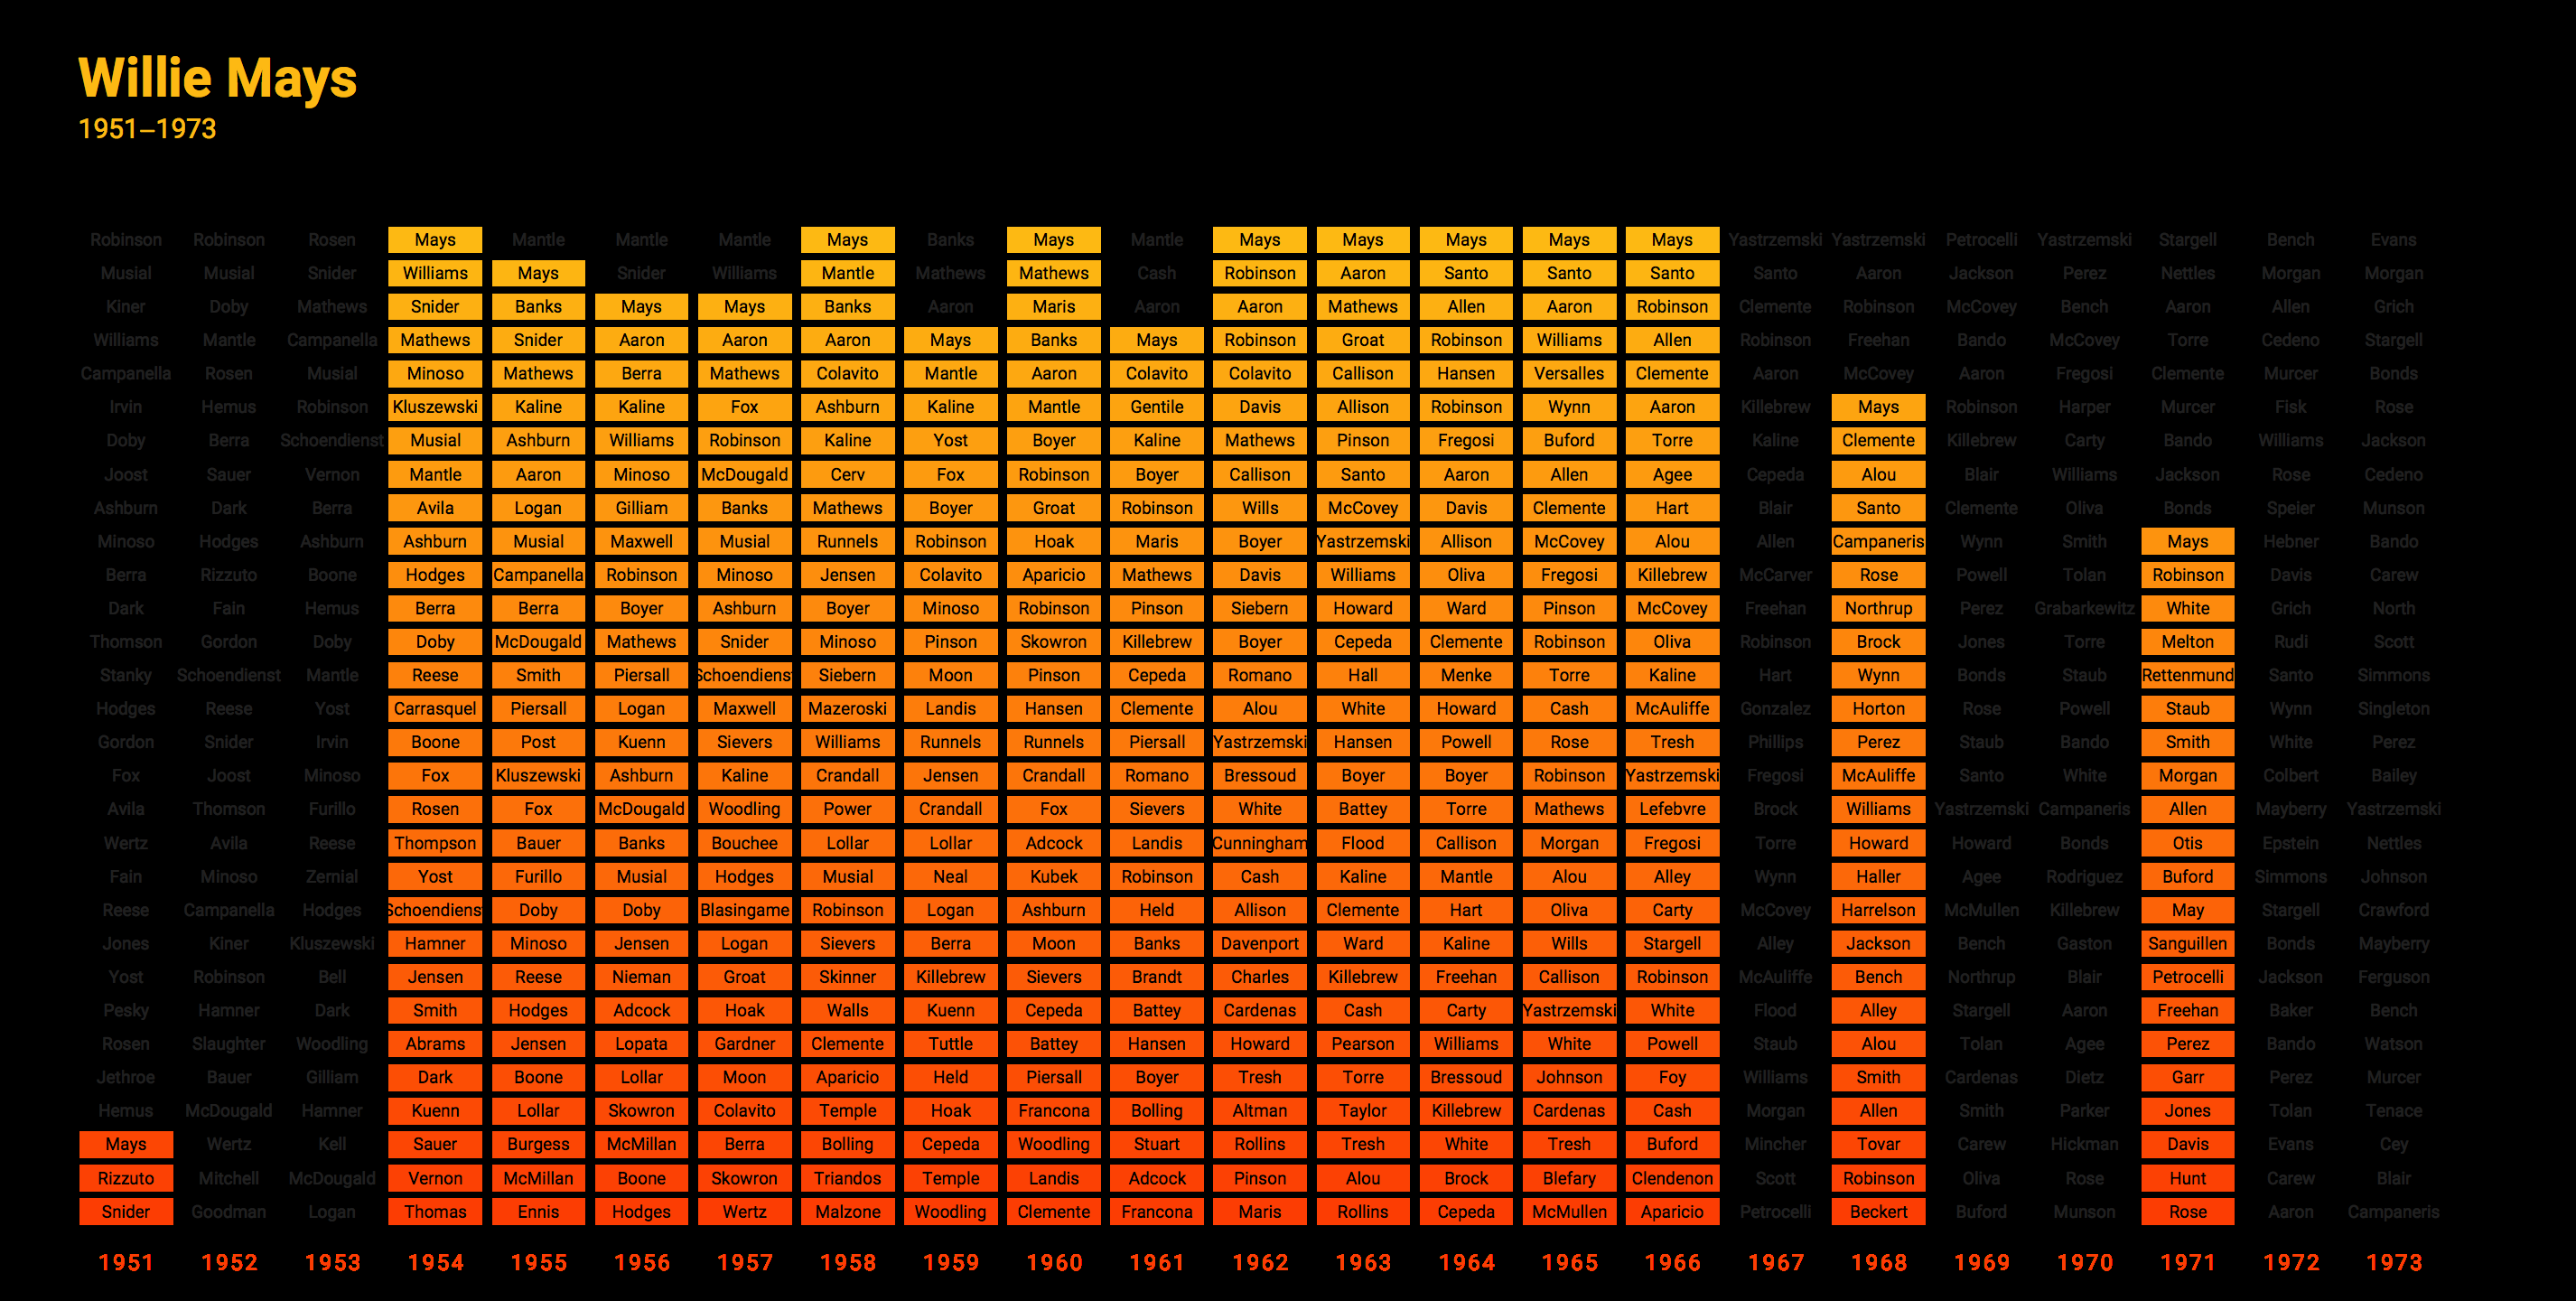 Willie Mays
1951–1973
Robinson Robinson Rosen Mays Mantle Mantle Mantle Mays Banks Mays Mantle Mays Mays Mays Mays Mays Yastrzemski Yastrzemski Petrocelli Yastrzemski Stargell Bench Evans
Musial Musial Snider Williams Mays Snider Williams Mantle Mathews Mathews Cash Robinson Aaron Santo Santo Santo Santo Aaron Jackson Perez Nettles Morgan Morgan
Kiner Doby Mathews Snider Banks Mays Mays Banks Aaron Maris Aaron Aaron Mathews Allen Aaron Robinson Clemente Robinson McCovey Bench Aaron Allen Grich
Williams Mantle Campanella Mathews Snider Aaron Aaron Aaron Mays Banks Mays Robinson Groat Robinson Williams Allen Robinson Freehan Bando McCovey Torre Cedeno Stargell
Campanella Rosen Musial Minoso Mathews Berra Mathews Colavito Mantle Aaron Colavito Colavito Callison Hansen Versalles Clemente Aaron McCovey Aaron Fregosi Clemente Murcer Bonds
Irvin Hemus Robinson Kluszewski Kaline Kaline Fox Ashburn Kaline Mantle Gentile Davis Allison Robinson Wynn Aaron Killebrew Mays Robinson Harper Murcer Fisk Rose
Doby Berra Schoendienst Musial Ashburn Williams Robinson Kaline Yost Boyer Kaline Mathews Pinson Fregosi Buford Torre Kaline Clemente Killebrew Carty Bando Williams Jackson
Joost Sauer Vernon Mantle Aaron Minoso McDougald Cerv Fox Robinson Boyer Callison Santo Aaron Allen Agee Cepeda Alou Blair Williams Jackson Rose Cedeno
Ashburn Dark Berra Avila Logan Gilliam Banks Mathews Boyer Groat Robinson Wills McCovey Davis Clemente Hart Blair Santo Clemente Oliva Bonds Speier Munson
Minoso Hodges Ashburn Ashburn Musial Maxwell Musial Runnels Robinson Hoak Maris Boyer Yastrzemski Allison McCovey Alou Allen Campaneris Wynn Smith Mays Hebner Bando
Berra Rizzuto Boone Hodges Campanella Robinson Minoso Jensen Colavito Aparicio Mathews Davis Williams Oliva Fregosi Killebrew McCarver Rose Powell Tolan Robinson Davis Carew
Dark Fain Hemus Berra Berra Boyer Ashburn Boyer Minoso Robinson Pinson Siebern Howard Ward Pinson McCovey Freehan Northrup Perez Grabarkewitz White Grich North
Thomson Gordon Doby Doby McDougald Mathews Snider Minoso Pinson Skowron Killebrew Boyer Cepeda Clemente Robinson Oliva Robinson Brock Jones Torre Melton Rudi Scott
Stanky Schoendienst Mantle Reese Smith Piersall Schoendienst Siebern Moon Pinson Cepeda Romano Hall Menke Torre Kaline Hart Wynn Bonds Staub Rettenmund Santo Simmons
Hodges Reese Yost Carrasquel Piersall Logan Maxwell Mazeroski Landis Hansen Clemente Alou White Howard Cash McAuliffe Gonzalez Horton Rose Powell Staub Wynn Singleton
Gordon Snider Irvin Boone Post Kuenn Sievers Williams Runnels Runnels Piersall Yastrzemski Hansen Powell Rose Tresh Phillips Perez Staub Bando Smith White Perez
Fox Joost Minoso Fox Kluszewski Ashburn Kaline Crandall Jensen Crandall Romano Bressoud Boyer Boyer Robinson Yastrzemski Fregosi McAuliffe Santo White Morgan Colbert Bailey
Avila Thomson Furillo Rosen Fox McDougald Woodling Power Crandall Fox Sievers White Battey Torre Mathews Lefebvre Brock Williams Yastrzemski Campaneris Allen Mayberry Yastrzemski
Wertz Avila Reese Thompson Bauer Banks Bouchee Lollar Lollar Adcock Landis Cunningham Flood Callison Morgan Fregosi Torre Howard Howard Bonds Otis Epstein Nettles
Fain Minoso Zernial Yost Furillo Musial Hodges Musial Neal Kubek Robinson Cash Kaline Mantle Alou Alley Wynn Haller Agee Rodriguez Buford Simmons Johnson
Reese Campanella Hodges Schoendienst Doby Doby Blasingame Robinson Logan Ashburn Held Allison Clemente Hart Oliva Carty McCovey Harrelson McMullen Killebrew May Stargell Crawford
Jones Kiner Kluszewski Hamner Minoso Jensen Logan Sievers Berra Moon Banks Davenport Ward Kaline Wills Stargell Alley Jackson Bench Gaston Sanguillen Bonds Mayberry
Yost Robinson Bell Jensen Reese Nieman Groat Skinner Killebrew Sievers Brandt Charles Killebrew Freehan Callison Robinson McAuliffe Bench Northrup Blair Petrocelli Jackson Ferguson
Pesky Hamner Dark Smith Hodges Adcock Hoak Walls Kuenn Cepeda Battey Cardenas Cash Carty Yastrzemski White Flood Alley Stargell Aaron Freehan Baker Bench
Rosen Slaughter Woodling Abrams Jensen Lopata Gardner Clemente Tuttle Battey Hansen Howard Pearson Williams White Powell Staub Alou Tolan Agee Perez Bando Watson
Jethroe Bauer Gilliam Dark Boone Lollar Moon Aparicio Held Piersall Boyer Tresh Torre Bressoud Johnson Foy Williams Smith Cardenas Dietz Garr Perez Murcer
Hemus McDougald Hamner Kuenn Lollar Skowron Colavito Temple Hoak Francona Bolling Altman Taylor Killebrew Cardenas Cash Morgan Allen Smith Parker Jones Tolan Tenace
Mays Wertz Kell Sauer Burgess McMillan Berra Bolling Cepeda Woodling Stuart Rollins Tresh White Tresh Buford Mincher Tovar Carew Hickman Davis Evans Cey
Rizzuto Mitchell McDougald Vernon McMillan Boone Skowron Triandos Temple Landis Adcock Pinson Alou Brock Blefary Clendenon Scott Robinson Oliva Rose Hunt Carew Blair
Snider Goodman Logan Thomas Ennis Hodges Wertz Malzone Woodling Clemente Francona Maris Rollins Cepeda McMullen Aparicio Petrocelli Beckert Buford Munson Rose Aaron Campaneris
1951 1952 1953 1954 1955 1956 1957 1958 1959 1960 1961 1962 1963 1964 1965 1966 1967 1968 1969 1970 1971 1972 1973